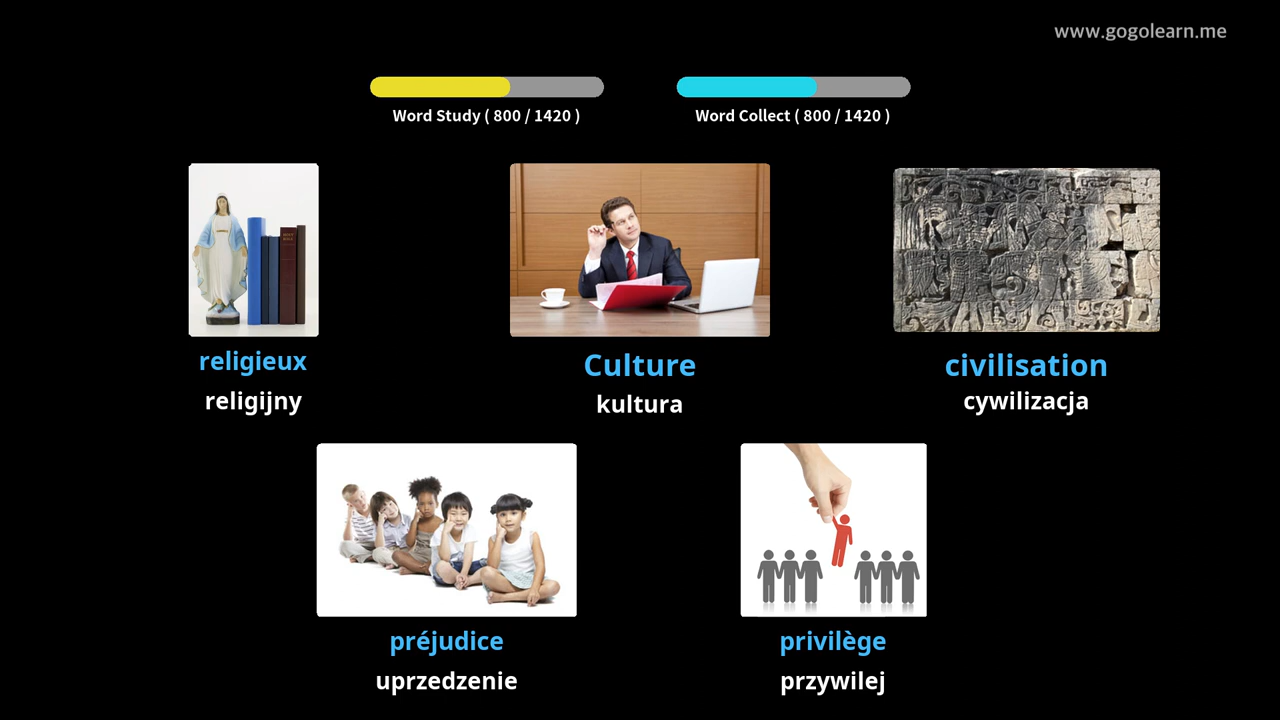 www.gogolearn.me
Word Study ( 800 / 1420 )
Word Collect ( 800 / 1420 )
religieux
religijny
Culture
kultura
civilisation
cywilizacja
préjudice
uprzedzenie
privilège
przywilej